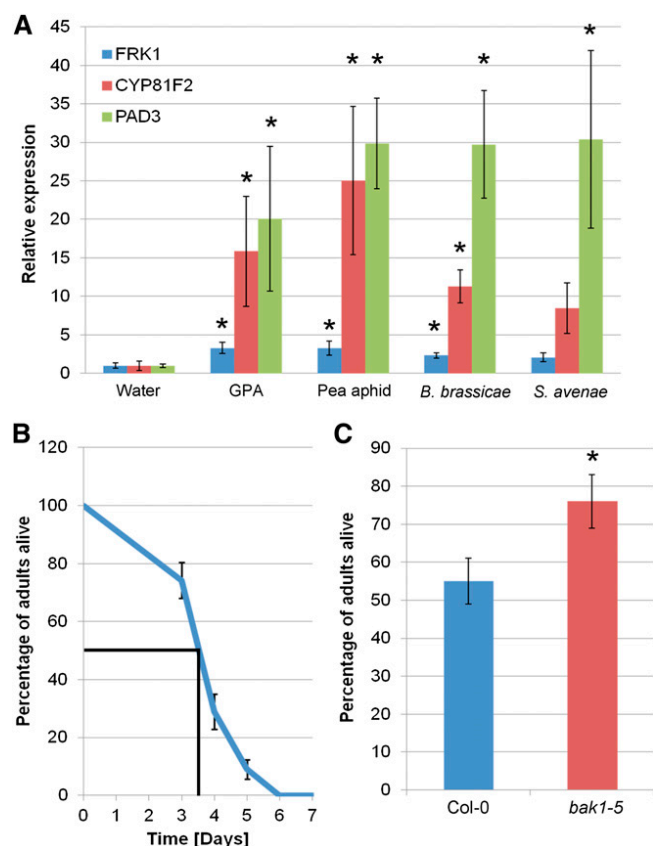 A
FRK1
CYP81F2
PAD3
Relative expression
45
40
35
30
25
20
15
10
5
0
* * * * * * * * *
Water GPA Pea aphid B. brassicae S. avenae
B
Percentage of adults alive
120
100
80
60
40
20
0
0 1 2 3 4 5 6 7
Time [Days]
C
Percentage of adults alive
90
80
70
60
50
40
30
20
10
0
*
Col-0 bak1-5